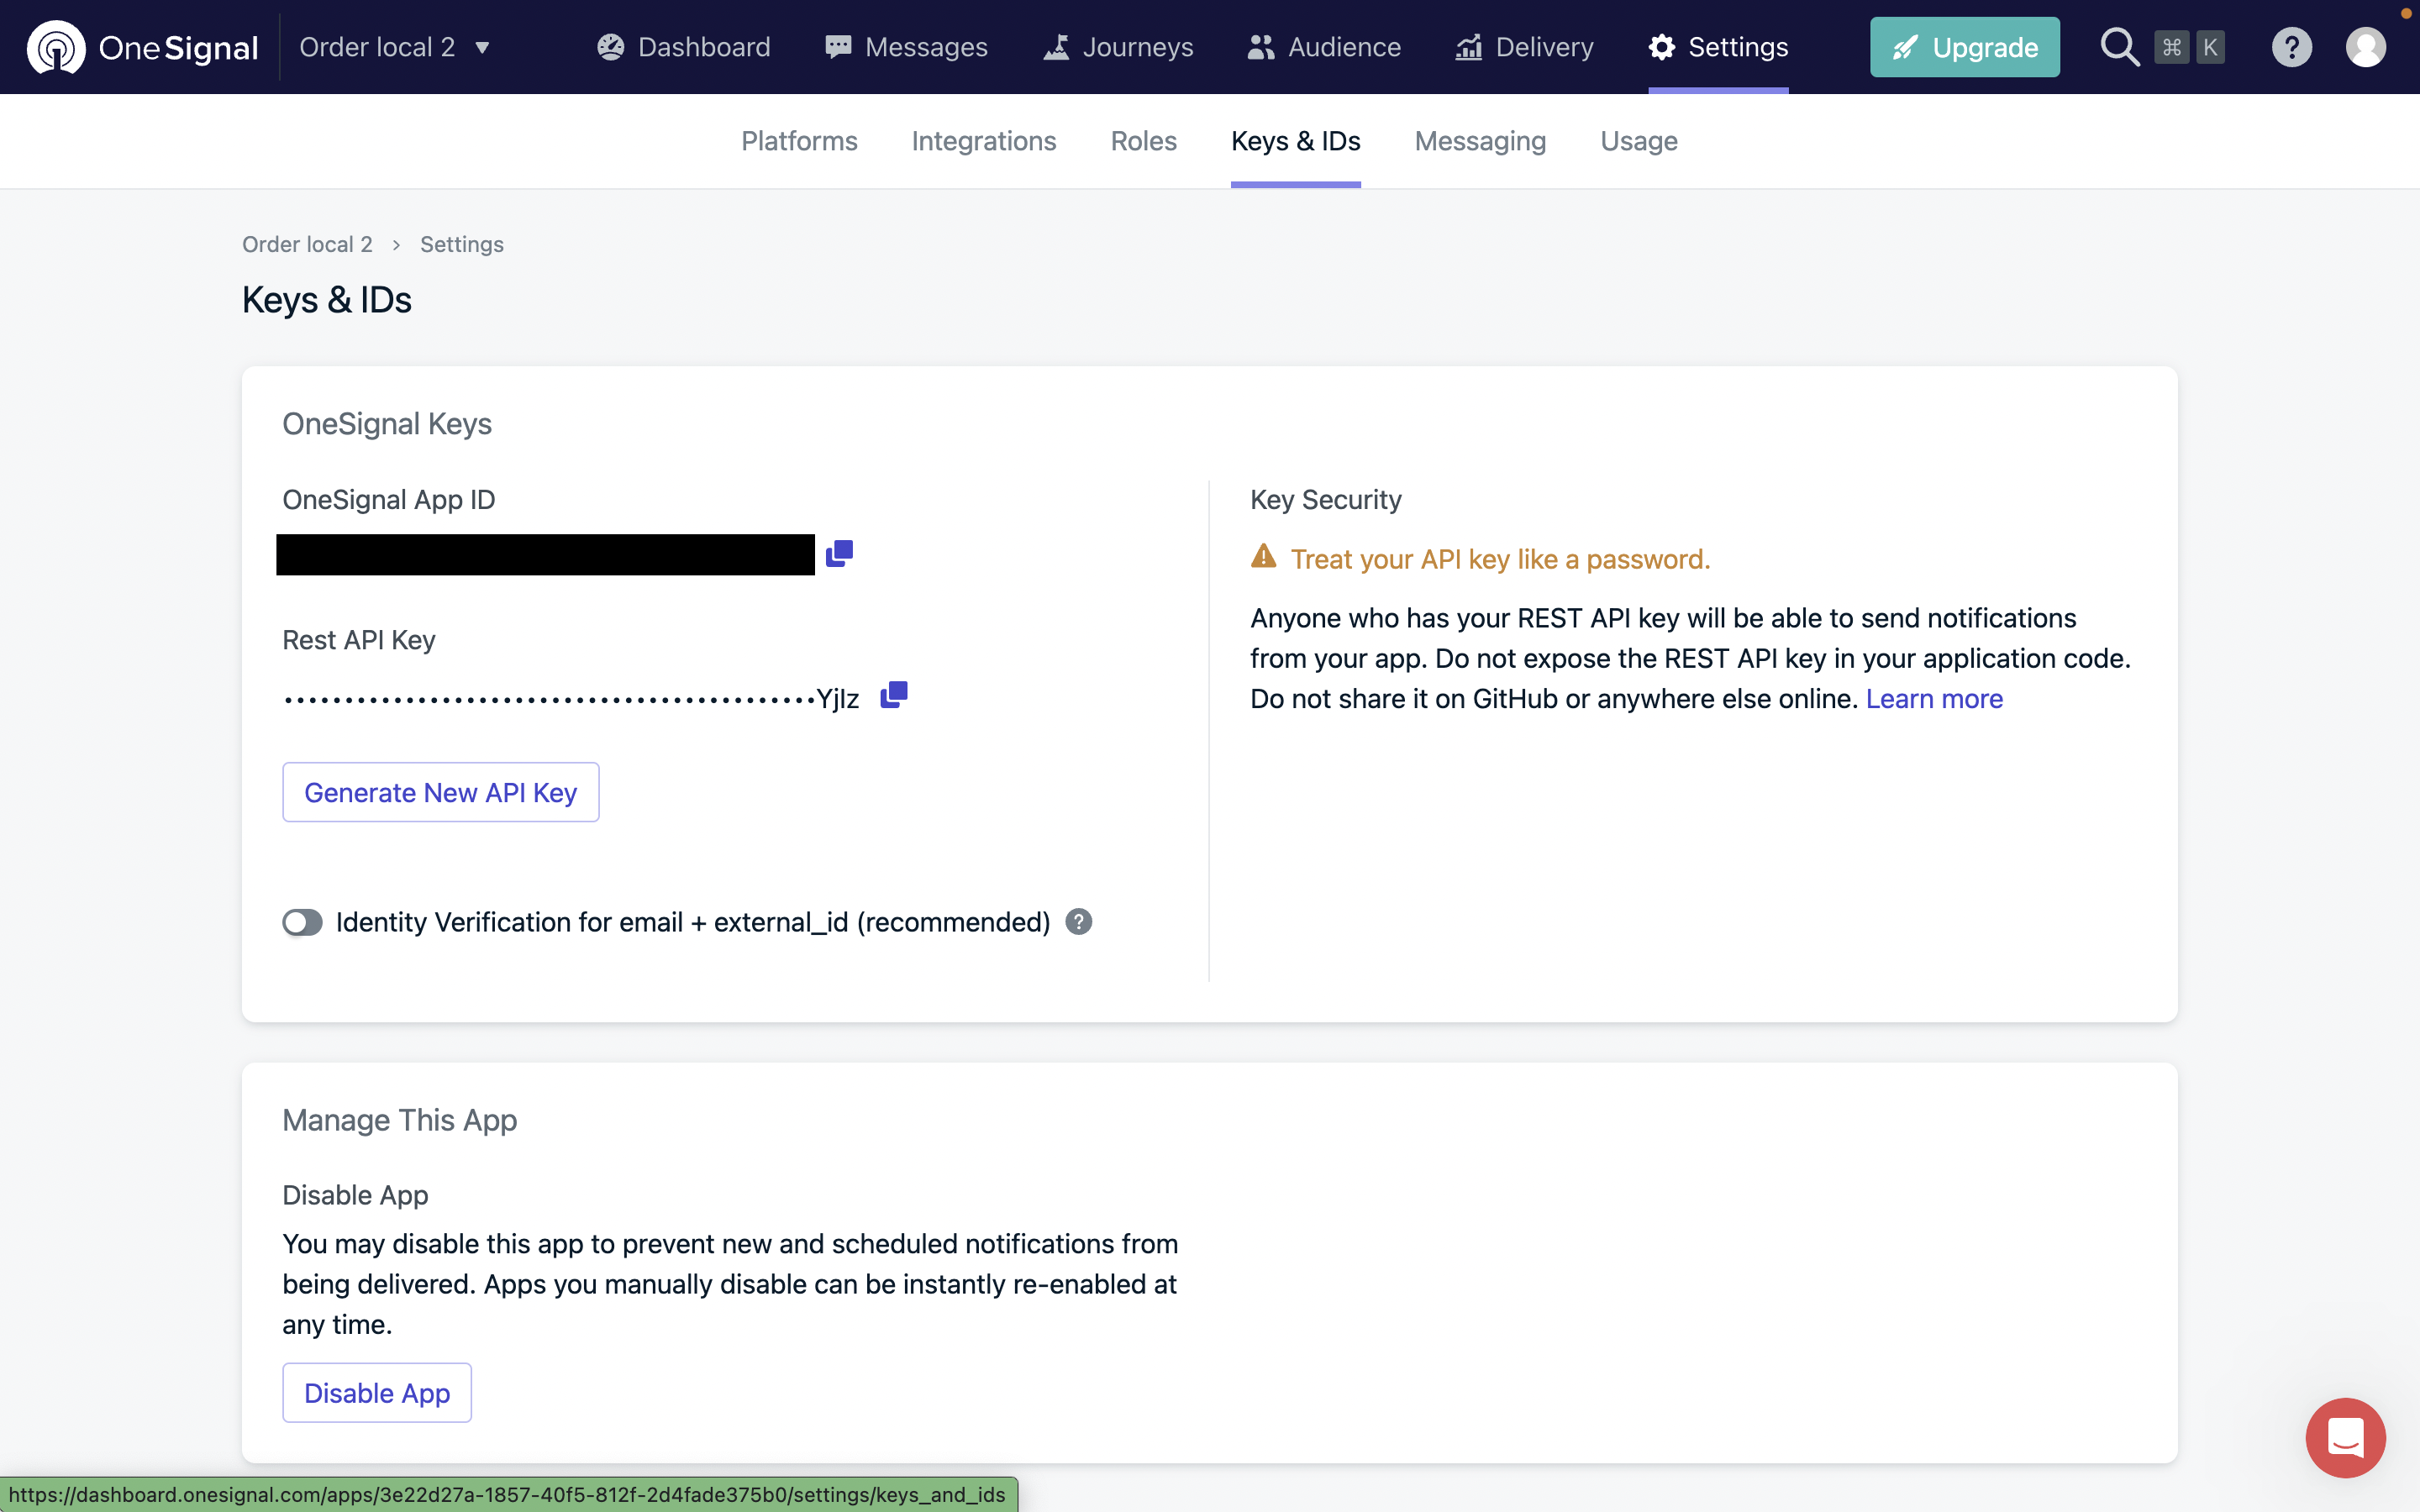 OneSignal
Order local 2 ▼
Dashboard
Messages
Journeys
Audience
Delivery
Settings
Upgrade
⌘ K
?
Platforms
Integrations
Roles
Keys & IDs
Messaging
Usage
Order local 2 > Settings
Keys & IDs
OneSignal Keys
OneSignal App ID
Rest API Key
••••••••••••••••••••••••••••••••••••••••••••YjIz
Generate New API Key
Identity Verification for email + external_id (recommended) ?
Key Security
Treat your API key like a password.
Anyone who has your REST API key will be able to send notifications
from your app. Do not expose the REST API key in your application code.
Do not share it on GitHub or anywhere else online. Learn more
Manage This App
Disable App
You may disable this app to prevent new and scheduled notifications from
being delivered. Apps you manually disable can be instantly re-enabled at
any time.
Disable App
https://dashboard.onesignal.com/apps/3e22d27a-1857-40f5-812f-2d4fade375b0/settings/keys_and_ids